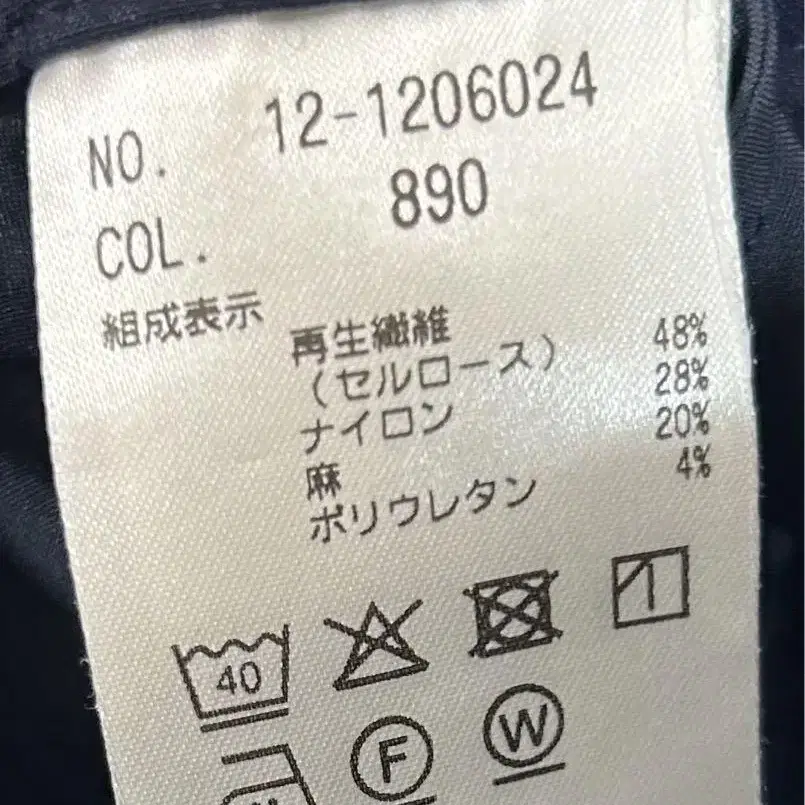 NO. 12-1206024
COL. 890
組成表示
再生繊維 48%
(セルロース)
ナイロン 28%
麻 20%
ポリウレタン 4%
40
F W